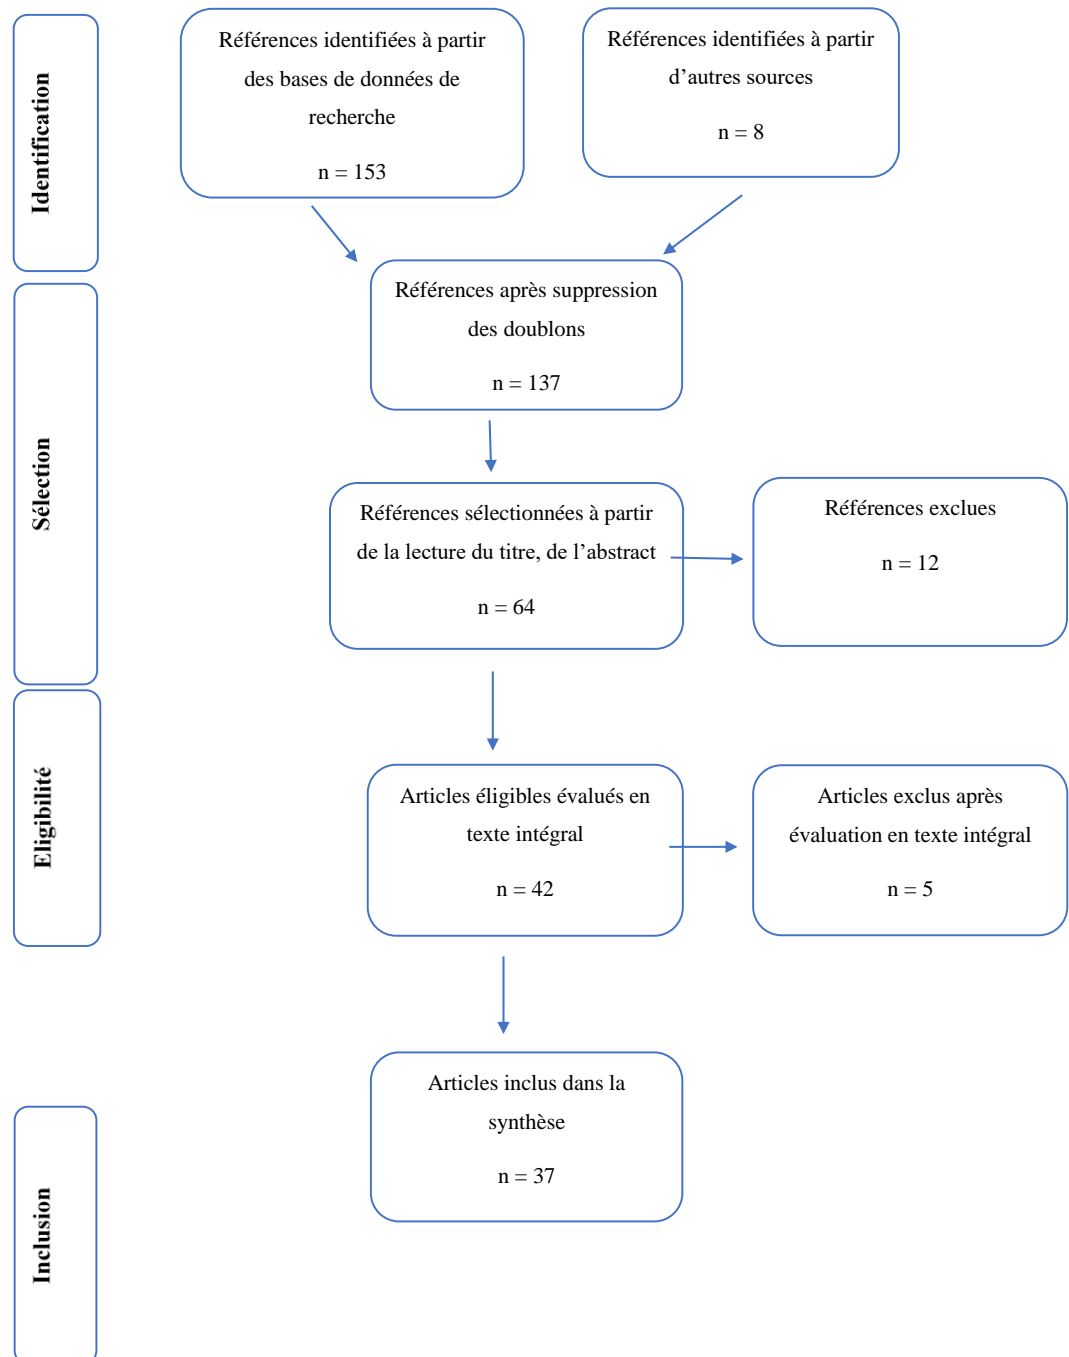 Identification
Références identifiées à partir
des bases de données de
recherche
n = 153
Références identifiées à partir
d’autres sources
n = 8
Sélection
Références après suppression
des doublons
n = 137
Références sélectionnées à partir
de la lecture du titre, de l’abstract
n = 64
Références exclues
n = 12
Eligibilité
Articles éligibles évalués en
texte intégral
n = 42
Articles exclus après
évaluation en texte intégral
n = 5
Inclusion
Articles inclus dans la
synthèse
n = 37